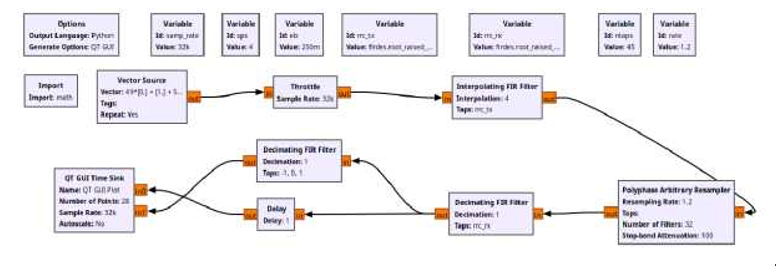 Options
Output Language: Python
Generate Options: QT GUI
Variable
Id: samp_rate
Value: 32k
Variable
Id: sps
Value: 4
Variable
Id: eb
Value: 250m
Variable
Id: rrc_tx
Value: firdes.root_raised_...
Variable
Id: rrc_rx
Value: firdes.root_raised_...
Variable
Id: ntaps
Value: 45
Variable
Id: rate
Value: 1.2
Import
Import: math
Vector Source
Vector: 49*[0,] + [1,] + 5...
Tags:
Repeat: Yes
out
in
Throttle
Sample Rate: 32k
out
in
Interpolating FIR Filter
Interpolation: 4
Taps: rrc_tx
out
QT GUI Time Sink
Name: QT GUI Plot
Number of Points: 28
Sample Rate: 32k
Autoscale: No
in0
in1
out
Decimating FIR Filter
Decimation: 1
Taps: -1, 0, 1
in
out
Delay
Delay: 1
in
out
Decimating FIR Filter
Decimation: 1
Taps: rrc_rx
in
out
Polyphase Arbitrary Resampler
Resampling Rate: 1.2
Taps:
Number of Filters: 32
Stop-band Attenuation: 100
in